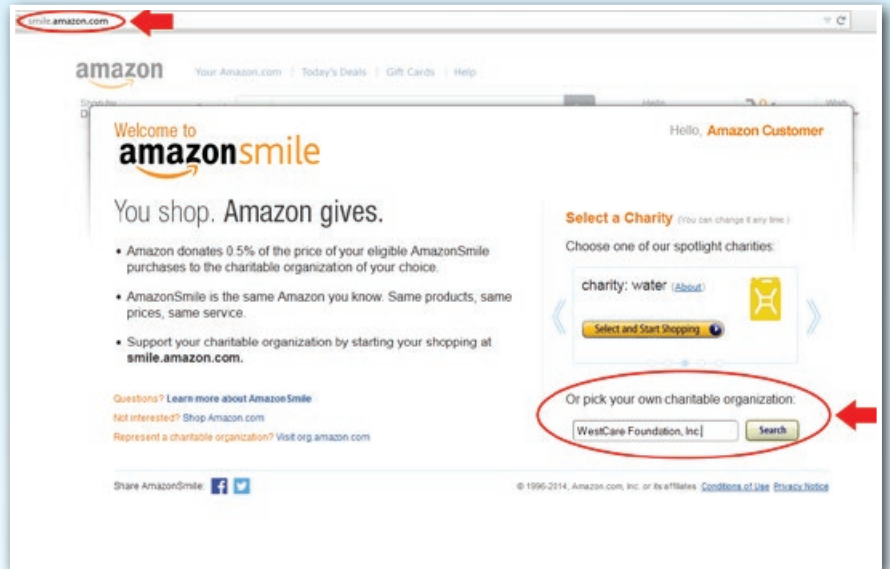 smile.amazon.com
amazon
Your Amazon.com | Today's Deals | Gift Cards | Help
Shop by
Hello
0
Wish
Welcome to
amazonsmile
Hello, Amazon Customer
You shop. Amazon gives.
• Amazon donates 0.5% of the price of your eligible AmazonSmile
purchases to the charitable organization of your choice.
• AmazonSmile is the same Amazon you know. Same products, same
prices, same service.
• Support your charitable organization by starting your shopping at
smile.amazon.com.
Questions? Learn more about AmazonSmile
Not interested? Shop Amazon.com
Represent a charitable organization? Visit org.amazon.com
Select a Charity (You can change it any time.)
Choose one of our spotlight charities:
charity: water (About)
Select and Start Shopping
Or pick your own charitable organization:
WestCare Foundation, Inc
Search
Share AmazonSmile:
© 1996-2014, Amazon.com, Inc. or its affiliates Conditions of Use Privacy Notice